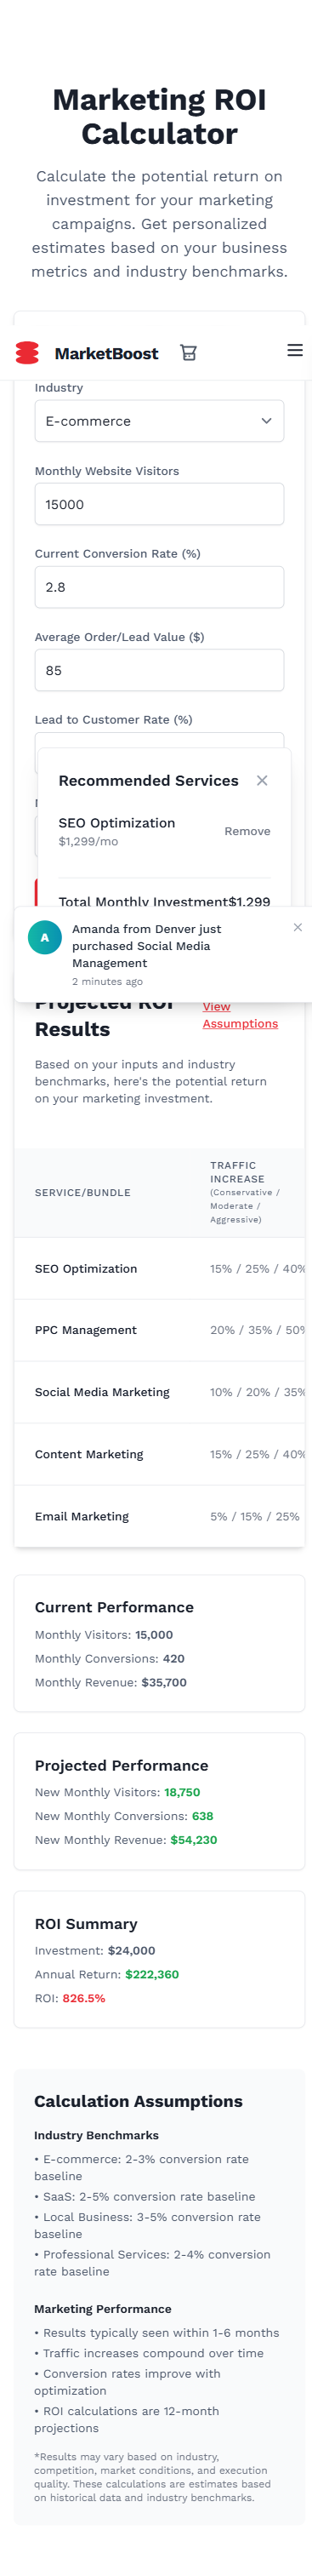 Marketing ROI
Calculator
Calculate the potential return on
investment for your marketing
campaigns. Get personalized
estimates based on your business
metrics and industry benchmarks.
MarketBoost
Industry
E-commerce
Monthly Website Visitors
15000
Current Conversion Rate (%)
2.8
Average Order/Lead Value ($)
85
Lead to Customer Rate (%)
Recommended Services
SEO Optimization
$1,299/mo
Remove
Total Monthly Investment $1,299
A
Amanda from Denver just
purchased Social Media
Management
2 minutes ago
Projected ROI
Results
View
Assumptions
Based on your inputs and industry
benchmarks, here's the potential return
on your marketing investment.
SERVICE/BUNDLE
TRAFFIC
INCREASE
(Conservative /
Moderate /
Aggressive)
SEO Optimization 15% / 25% / 40%
PPC Management 20% / 35% / 50%
Social Media Marketing 10% / 20% / 35%
Content Marketing 15% / 25% / 40%
Email Marketing 5% / 15% / 25%
Current Performance
Monthly Visitors: 15,000
Monthly Conversions: 420
Monthly Revenue: $35,700
Projected Performance
New Monthly Visitors: 18,750
New Monthly Conversions: 638
New Monthly Revenue: $54,230
ROI Summary
Investment: $24,000
Annual Return: $222,360
ROI: 826.5%
Calculation Assumptions
Industry Benchmarks
• E-commerce: 2-3% conversion rate
baseline
• SaaS: 2-5% conversion rate baseline
• Local Business: 3-5% conversion rate
baseline
• Professional Services: 2-4% conversion
rate baseline
Marketing Performance
• Results typically seen within 1-6 months
• Traffic increases compound over time
• Conversion rates improve with
optimization
• ROI calculations are 12-month
projections
*Results may vary based on industry,
competition, market conditions, and execution
quality. These calculations are estimates based
on historical data and industry benchmarks.